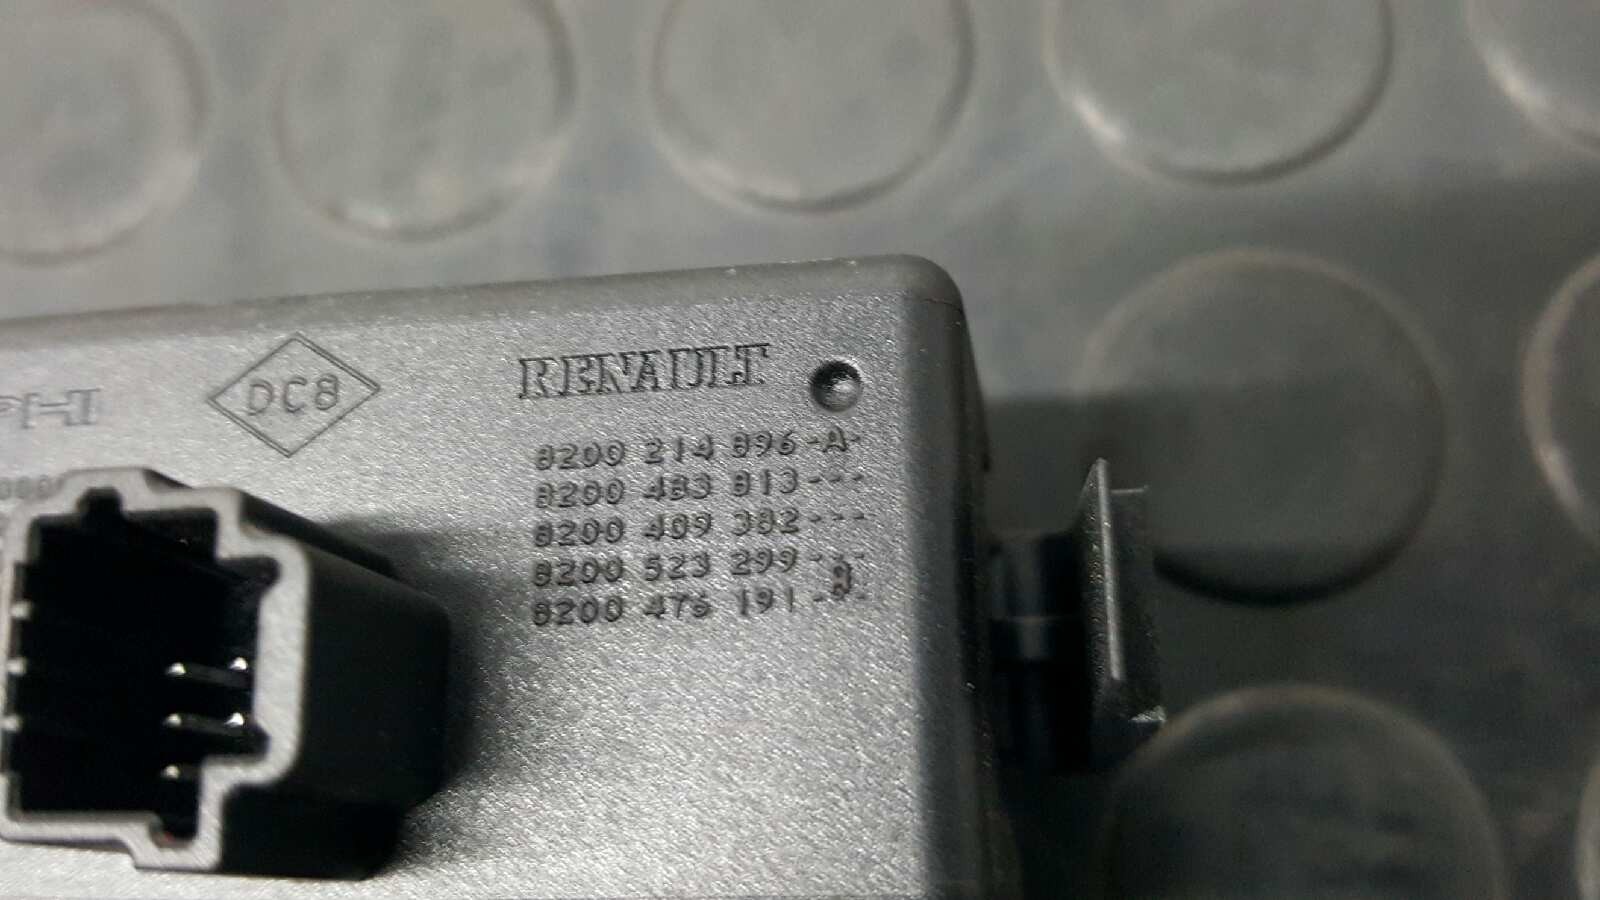 RENAULT
DC8
8200 214 896-A-
8200 483 813---
8200 409 382---
8200 523 299---
8200 476 191-B-